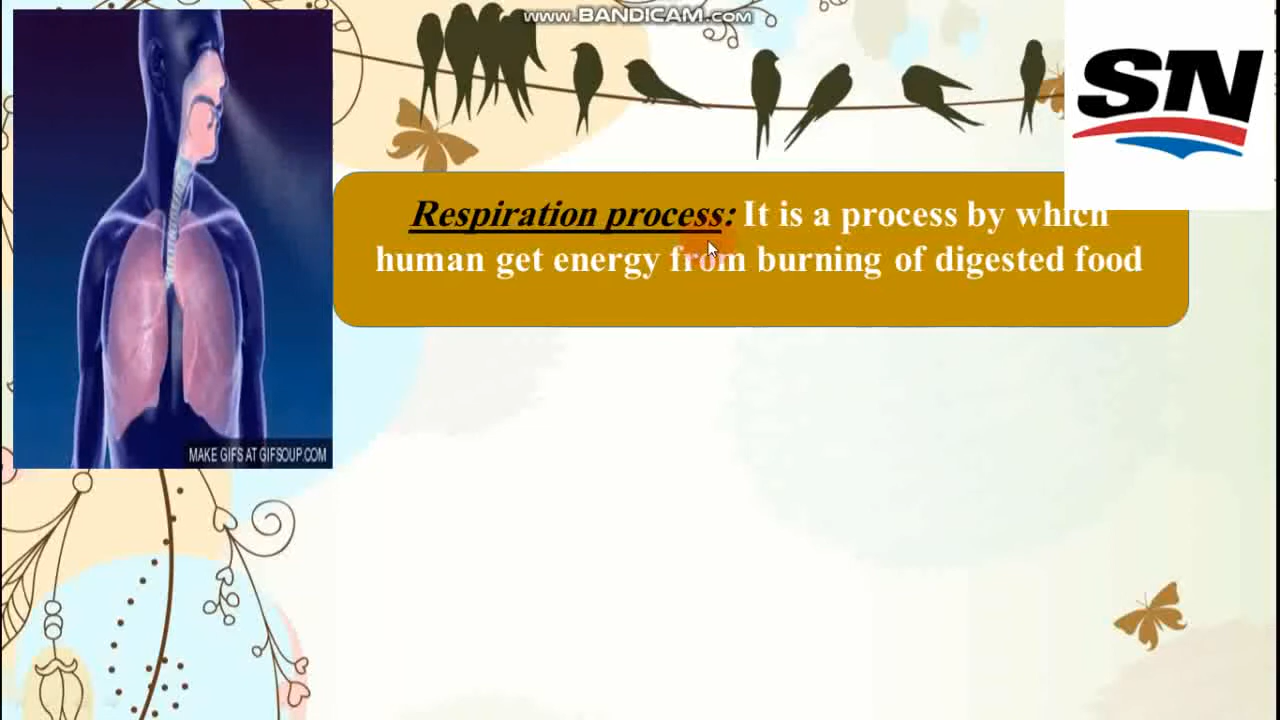 www.BANDICAM.com
SN
Respiration process: It is a process by which
human get energy from burning of digested food
MAKE GIFS AT GIFSOUP.COM